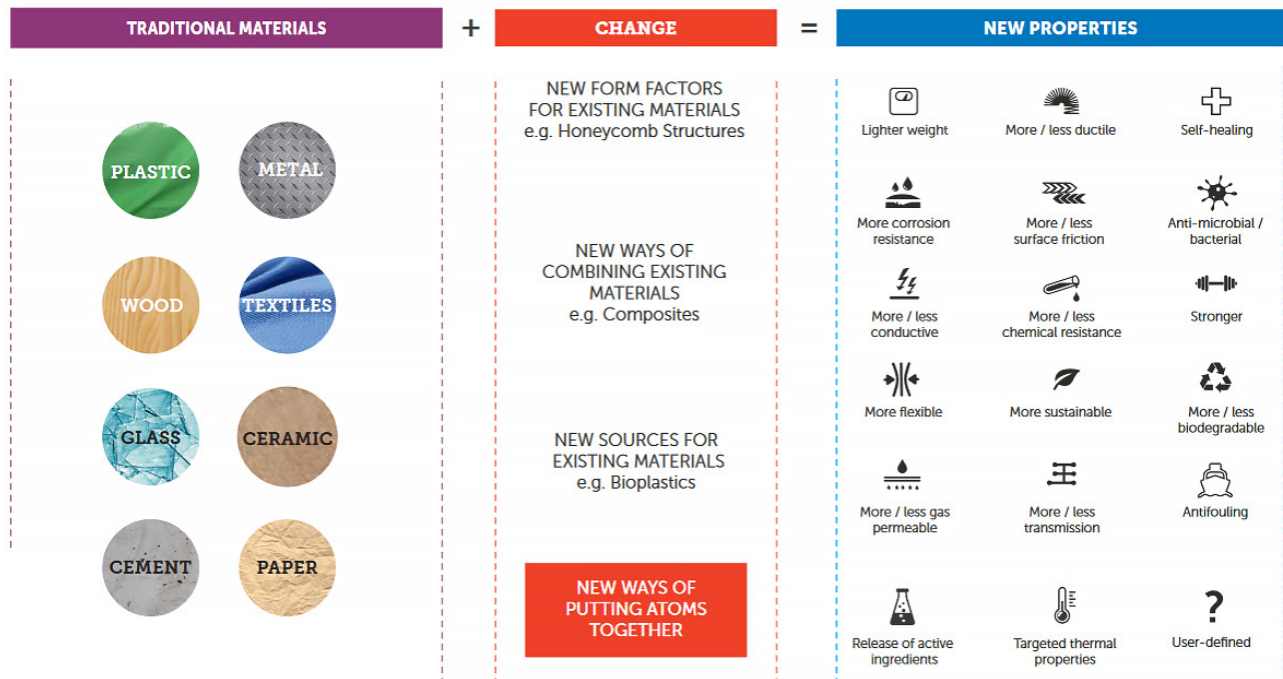 TRADITIONAL MATERIALS
+
CHANGE
=
NEW PROPERTIES
PLASTIC
METAL
WOOD
TEXTILES
GLASS
CERAMIC
CEMENT
PAPER
NEW FORM FACTORS
FOR EXISTING MATERIALS
e.g. Honeycomb Structures
NEW WAYS OF
COMBINING EXISTING
MATERIALS
e.g. Composites
NEW SOURCES FOR
EXISTING MATERIALS
e.g. Bioplastics
NEW WAYS OF
PUTTING ATOMS
TOGETHER
Lighter weight
More / less ductile
Self-healing
More corrosion
resistance
More / less
surface friction
Anti-microbial /
bacterial
More / less
conductive
More / less
chemical resistance
Stronger
More flexible
More sustainable
More / less
biodegradable
More / less gas
permeable
More / less
transmission
Antifouling
Release of active
ingredients
Targeted thermal
properties
?
User-defined